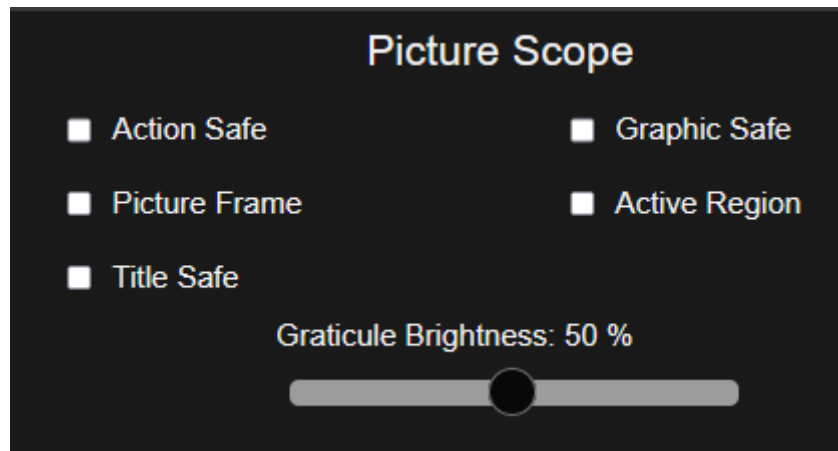 Picture Scope
Action Safe
Graphic Safe
Picture Frame
Active Region
Title Safe
Graticule Brightness: 50 %